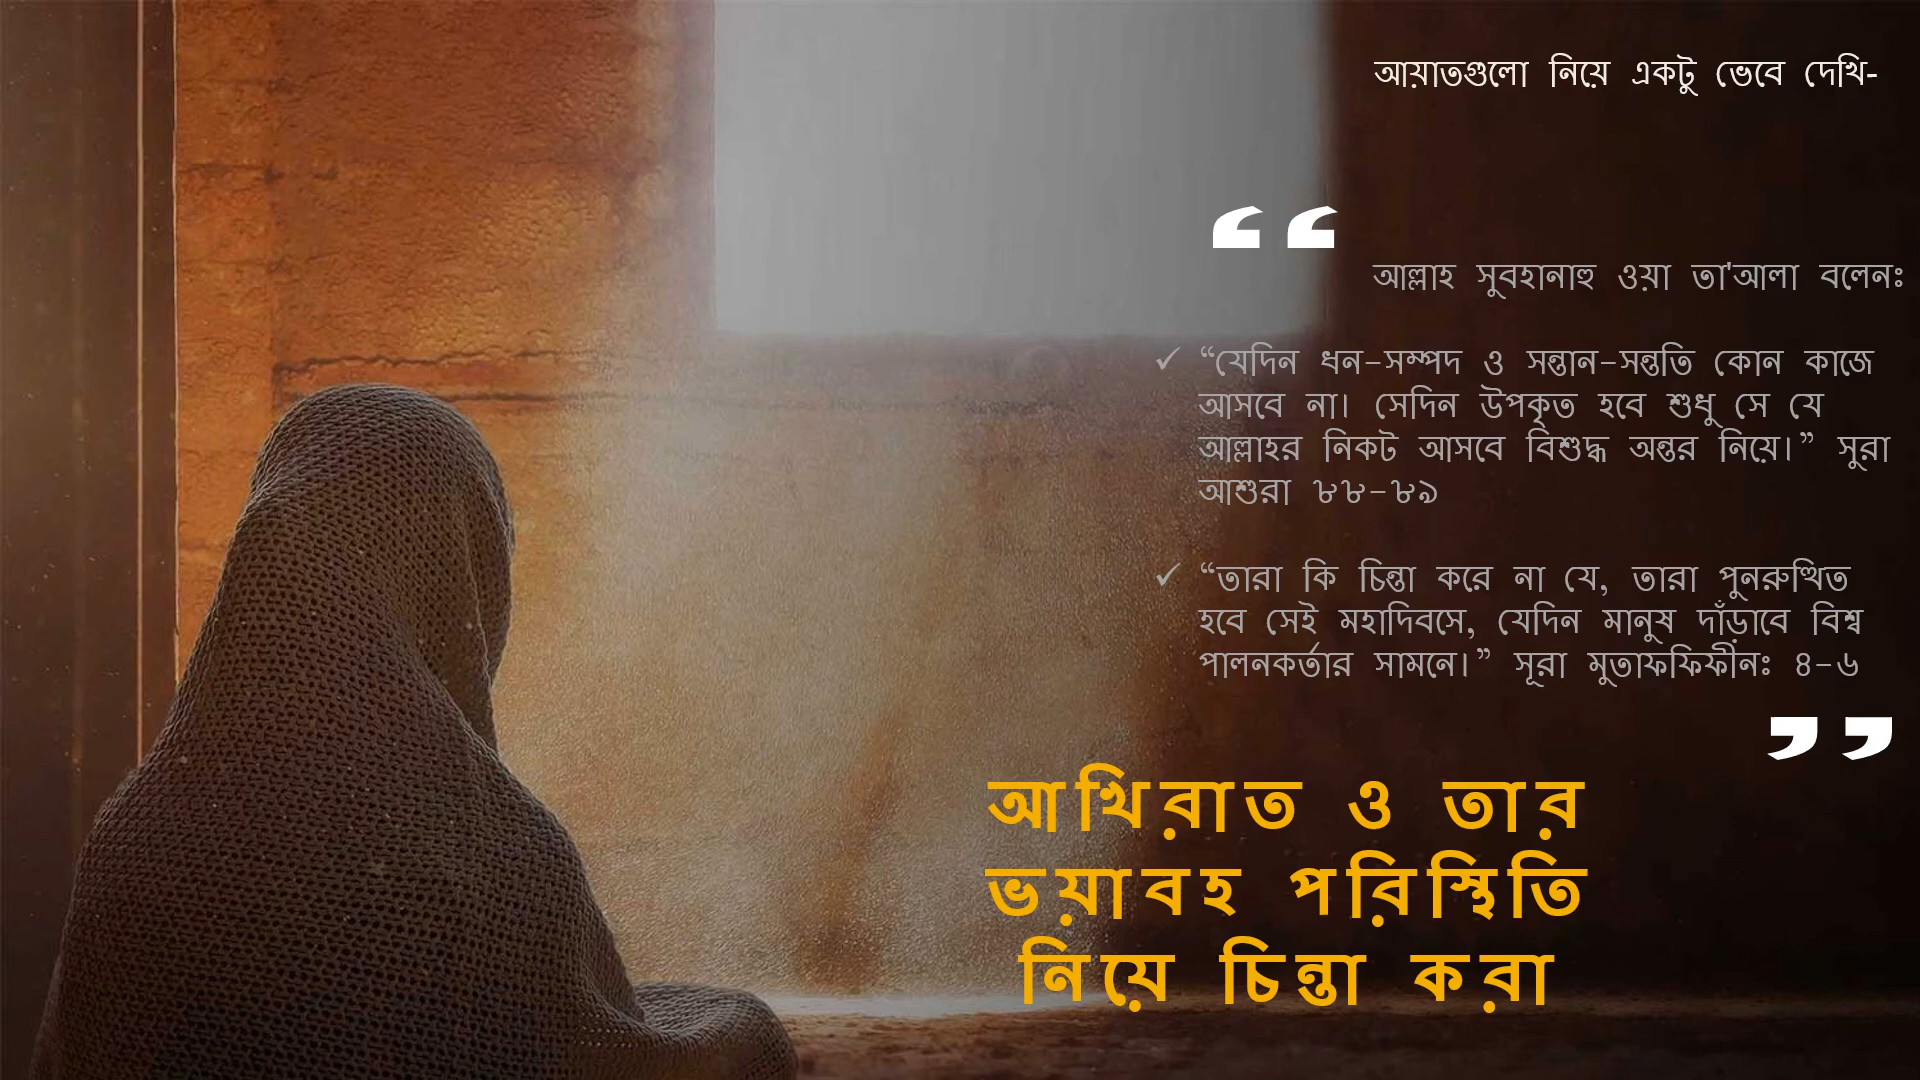 আয়াতগুলো নিয়ে একটু ভেবে দেখি-
“
আল্লাহ সুবহানাহু ওয়া তা'আলা বলেনঃ
✓ “যেদিন ধন-সম্পদ ও সন্তান-সন্ততি কোন কাজে
আসবে না। সেদিন উপকৃত হবে শুধু সে যে
আল্লাহর নিকট আসবে বিশুদ্ধ অন্তর নিয়ে।” সুরা
আশুরা ৮৮-৮৯
✓ “তারা কি চিন্তা করে না যে, তারা পুনরুত্থিত
হবে সেই মহাদিবসে, যেদিন মানুষ দাঁড়াবে বিশ্ব
পালনকর্তার সামনে।” সূরা মুতাফফিফীনঃ ৪-৬
”
আখিরাত ও তার
ভয়াবহ পরিস্থিতি
নিয়ে চিন্তা করা